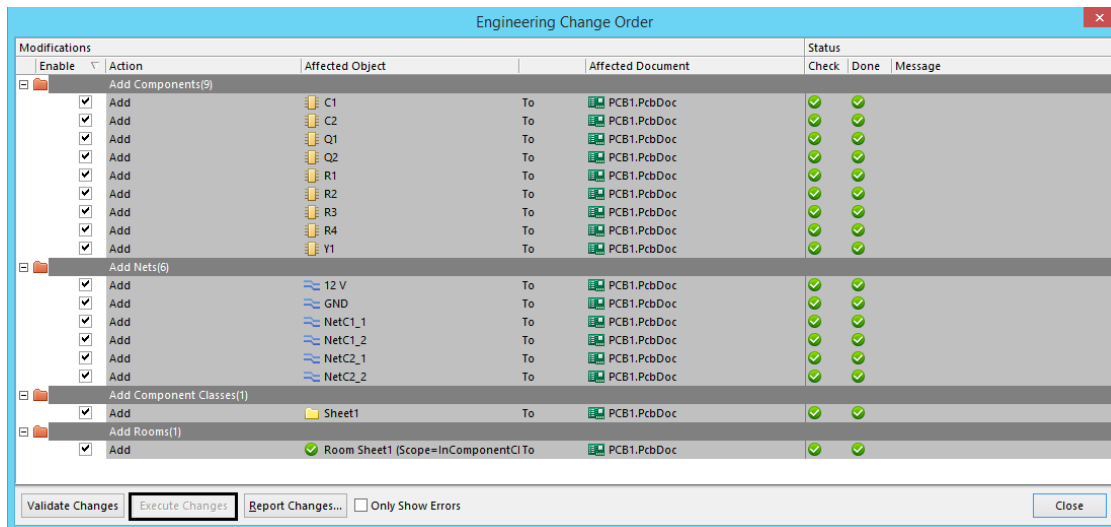 Engineering Change Order
Modifications Status
Enable Action Affected Object Affected Document Check Done Message
Add Components(9)
Add C1 To PCB1.PcbDoc
Add C2 To PCB1.PcbDoc
Add Q1 To PCB1.PcbDoc
Add Q2 To PCB1.PcbDoc
Add R1 To PCB1.PcbDoc
Add R2 To PCB1.PcbDoc
Add R3 To PCB1.PcbDoc
Add R4 To PCB1.PcbDoc
Add Y1 To PCB1.PcbDoc
Add Nets(6)
Add 12 V To PCB1.PcbDoc
Add GND To PCB1.PcbDoc
Add NetC1_1 To PCB1.PcbDoc
Add NetC1_2 To PCB1.PcbDoc
Add NetC2_1 To PCB1.PcbDoc
Add NetC2_2 To PCB1.PcbDoc
Add Component Classes(1)
Add Sheet1 To PCB1.PcbDoc
Add Rooms(1)
Add Room Sheet1 (Scope=InComponentCl To PCB1.PcbDoc
Validate Changes Execute Changes Report Changes... Only Show Errors Close